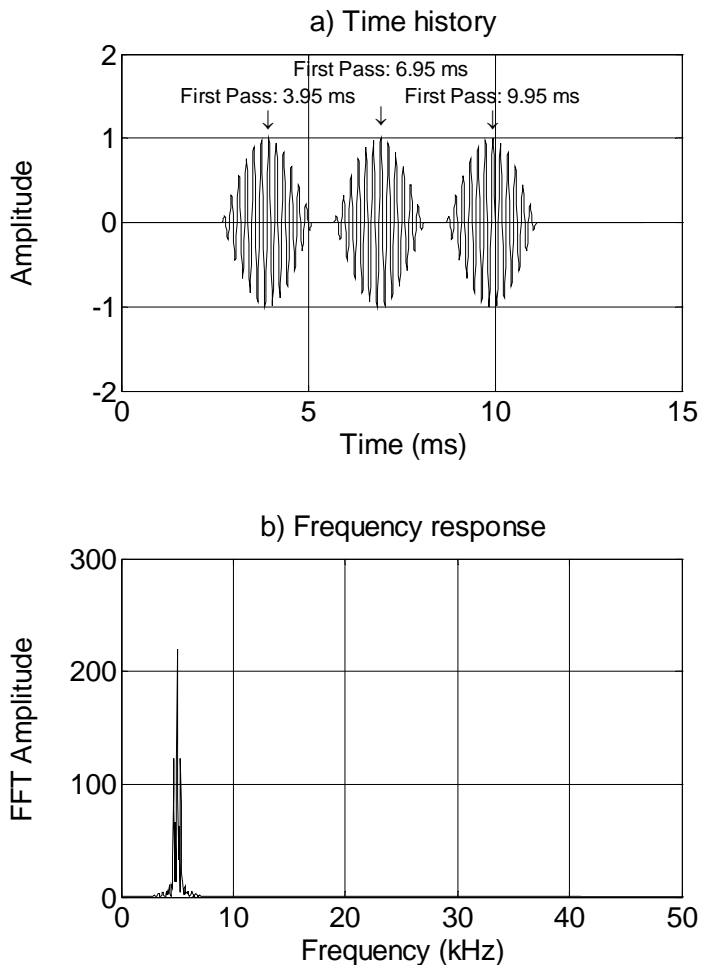 a) Time history
2
First Pass: 6.95 ms
First Pass: 3.95 ms
First Pass: 9.95 ms
1
0
-1
-2
Amplitude
0
5
10
15
Time (ms)
b) Frequency response
300
200
100
0
FFT Amplitude
0
10
20
30
40
50
Frequency (kHz)